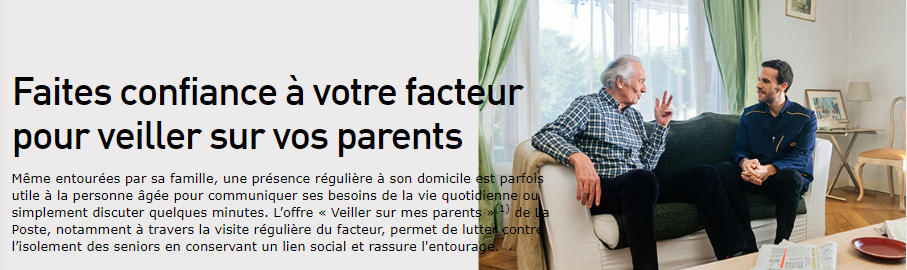 Faites confiance à votre facteur
pour veiller sur vos parents
Même entourées par sa famille, une présence régulière à son domicile est parfois
utile à la personne âgée pour communiquer ses besoins de la vie quotidienne ou
simplement discuter quelques minutes. L’offre « Veiller sur mes parents »(1) de La
Poste, notamment à travers la visite régulière du facteur, permet de lutter contre
l’isolement des seniors en conservant un lien social et rassure l'entourage.